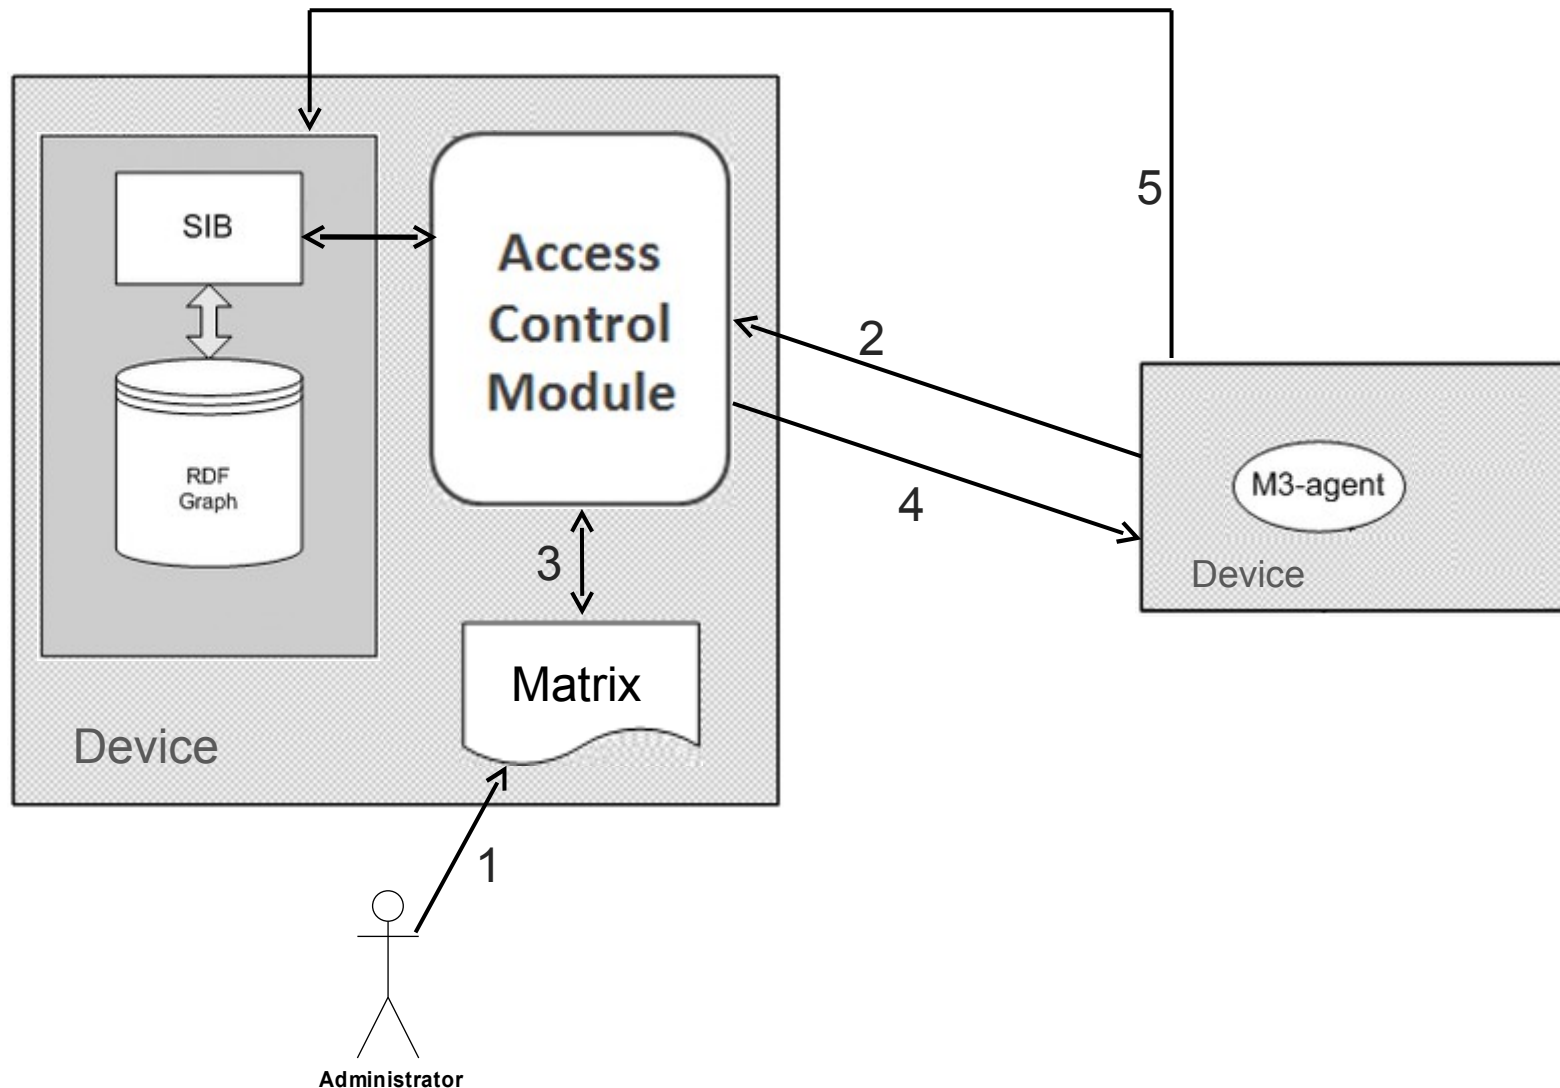 5
SIB
Access
Control
Module
2
RDF
Graph
4
M3-agent
3
Device
Matrix
Device
1
Administrator